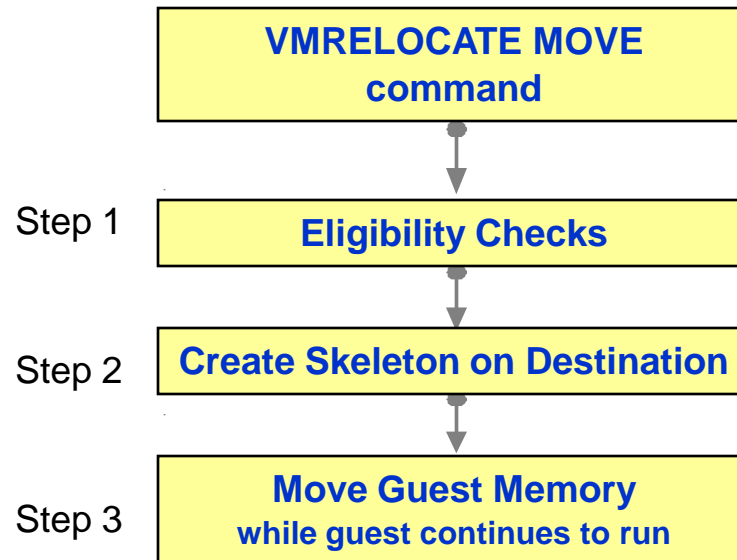 VMRELOCATE MOVE
command
Step 1
Eligibility Checks
Step 2
Create Skeleton on Destination
Step 3
Move Guest Memory
while guest continues to run